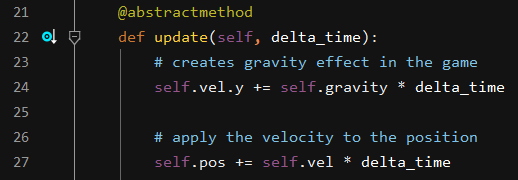 21 @abstractmethod
22 def update(self, delta_time):
23 # creates gravity effect in the game
24 self.vel.y += self.gravity * delta_time
25
26 # apply the velocity to the position
27 self.pos += self.vel * delta_time